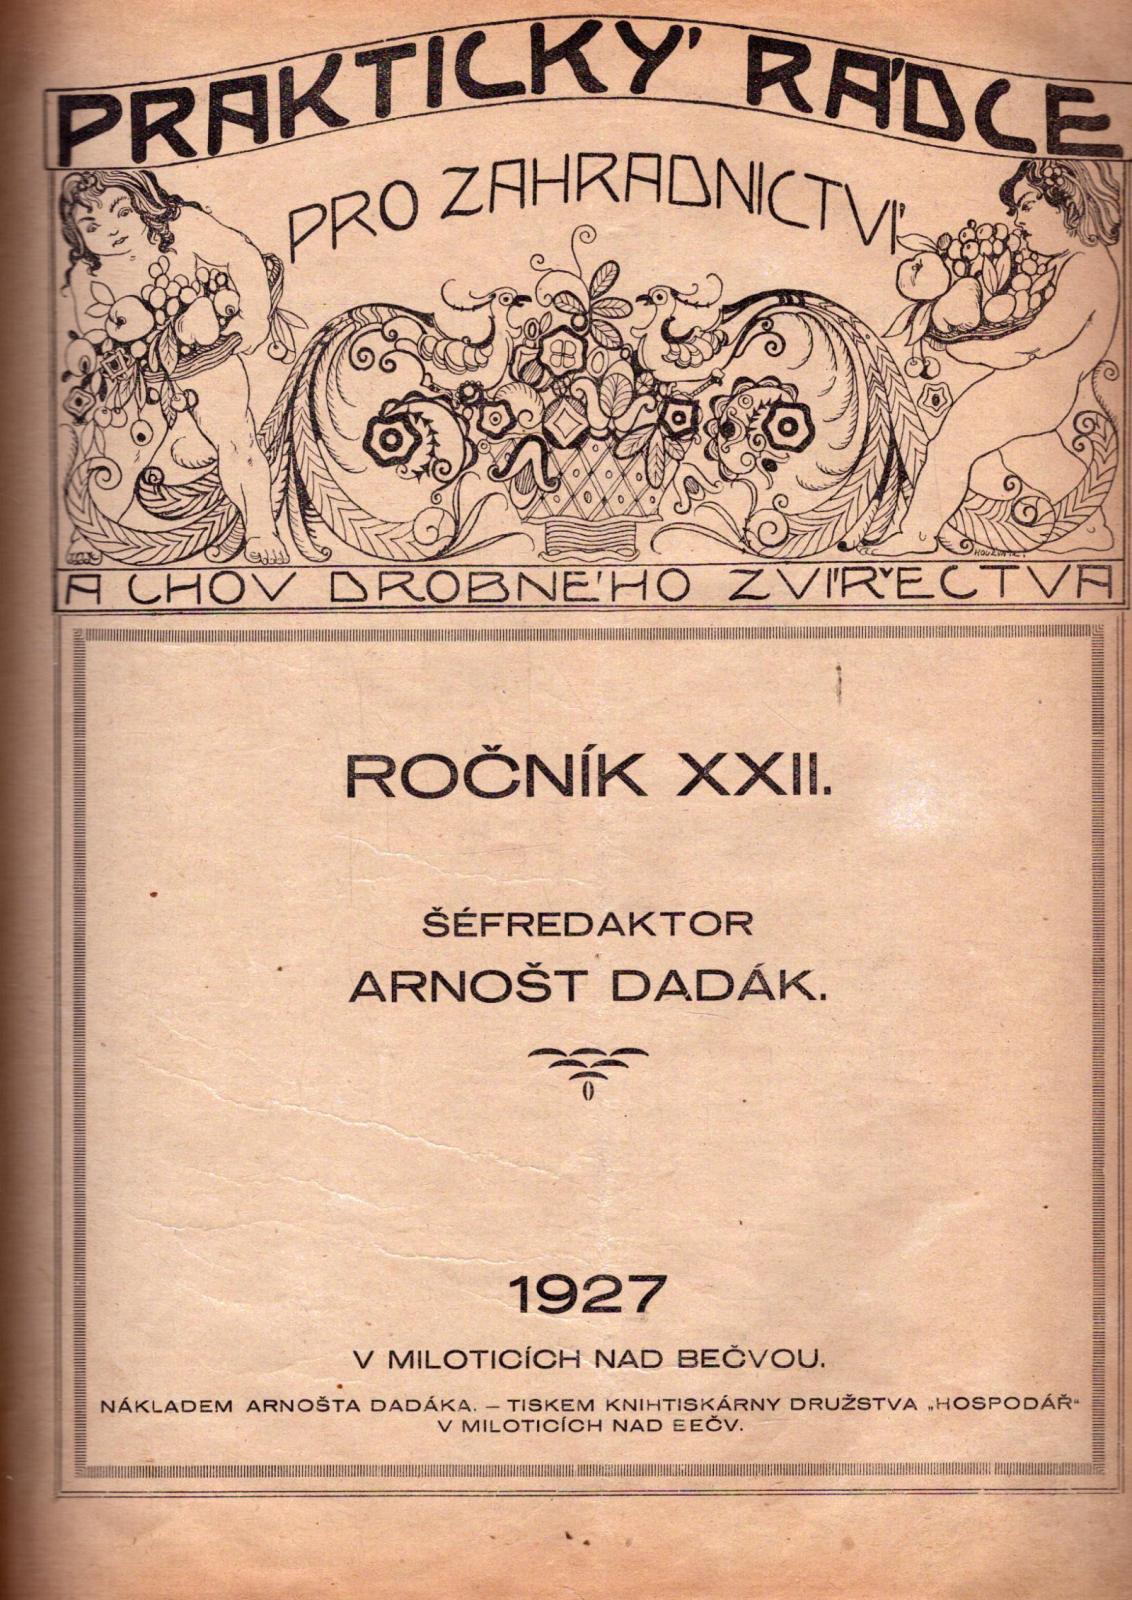 PRAKTICKÝ RÁDCE
PRO ZAHRADNICTVÍ
A CHOV DROBNÉHO ZVÍŘECTVA
ROČNÍK XXII.
ŠÉFREDAKTOR
ARNOŠT DADÁK.
1927
V MILOTICÍCH NAD BEČVOU.
NÁKLADEM ARNOŠTA DADÁKA. – TISKEM KNIHTISKÁRNY DRUŽSTVA „HOSPODÁŘ“
V MILOTICÍCH NAD BEČV.